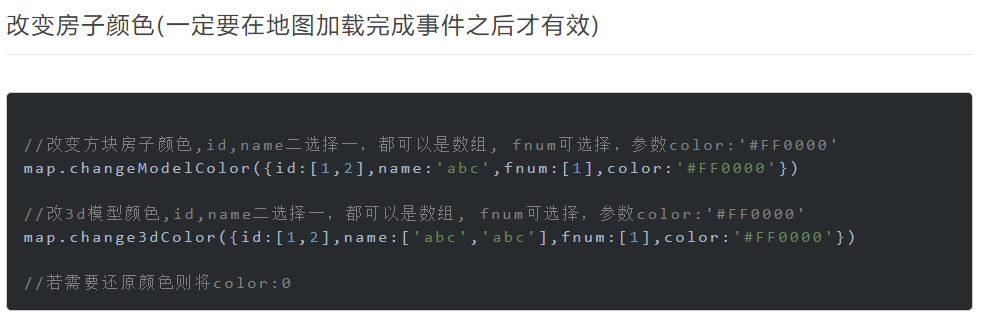 改变房子颜色(一定要在地图加载完成事件之后才有效)
//改变方块房子颜色,id,name二选择一，都可以是数组, fnum可选择，参数color:'#FF0000'
map.changeModelColor({id:[1,2],name:'abc',fnum:[1],color:'#FF0000'})
//改3d模型颜色,id,name二选择一，都可以是数组, fnum可选择，参数color:'#FF0000'
map.change3dColor({id:[1,2],name:['abc','abc'],fnum:[1],color:'#FF0000'})
//若需要还原颜色则将color:0